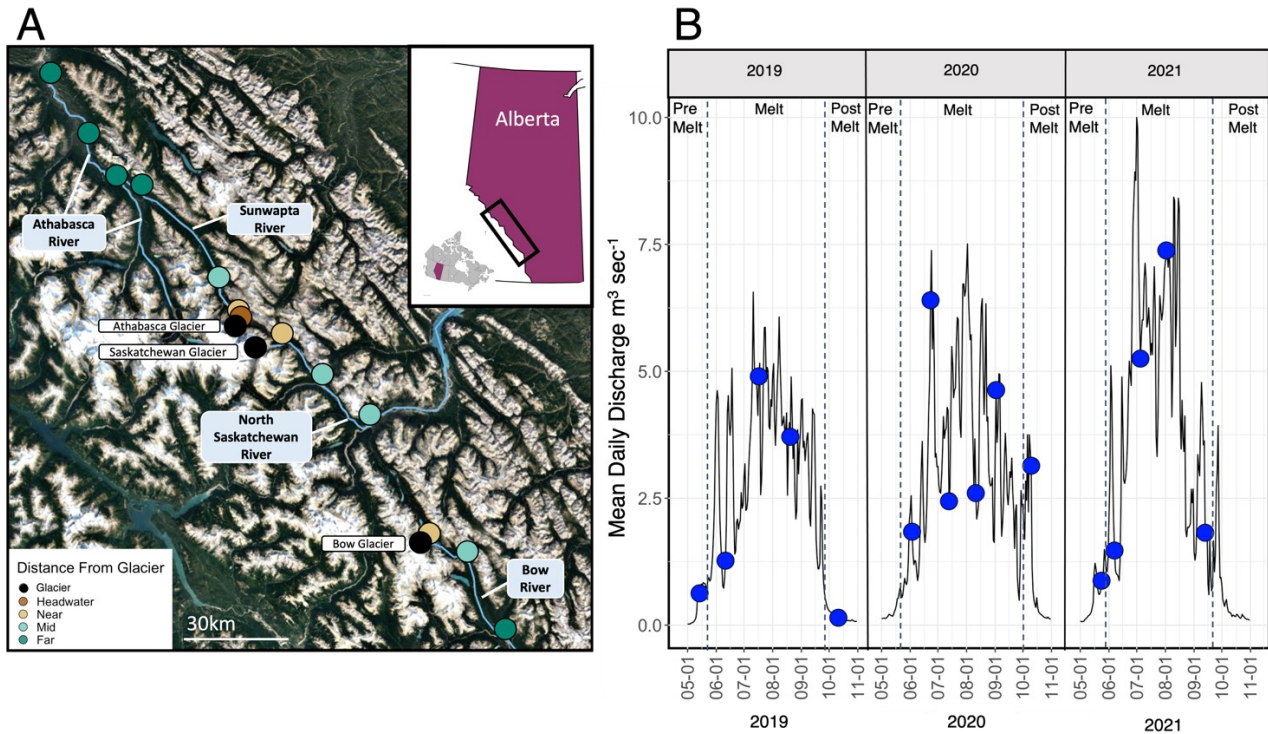 A
Alberta
Athabasca
River
Sunwapta
River
Athabasca Glacier
Saskatchewan Glacier
North
Saskatchewan
River
Bow Glacier
Bow
River
Distance From Glacier
Glacier
Headwater
Near
Mid
Far
30km
B
2019 2020 2021
Pre Melt Post Pre Melt Post Pre Melt Post
Melt Melt Melt Melt Melt Melt
10.0
7.5
5.0
2.5
0.0
Mean Daily Discharge m³ sec⁻¹
05-01 06-01 07-01 08-01 09-01 10-01 11-01 05-01 06-01 07-01 08-01 09-01 10-01 11-01 05-01 06-01 07-01 08-01 09-01 10-01 11-01
2019 2020 2021